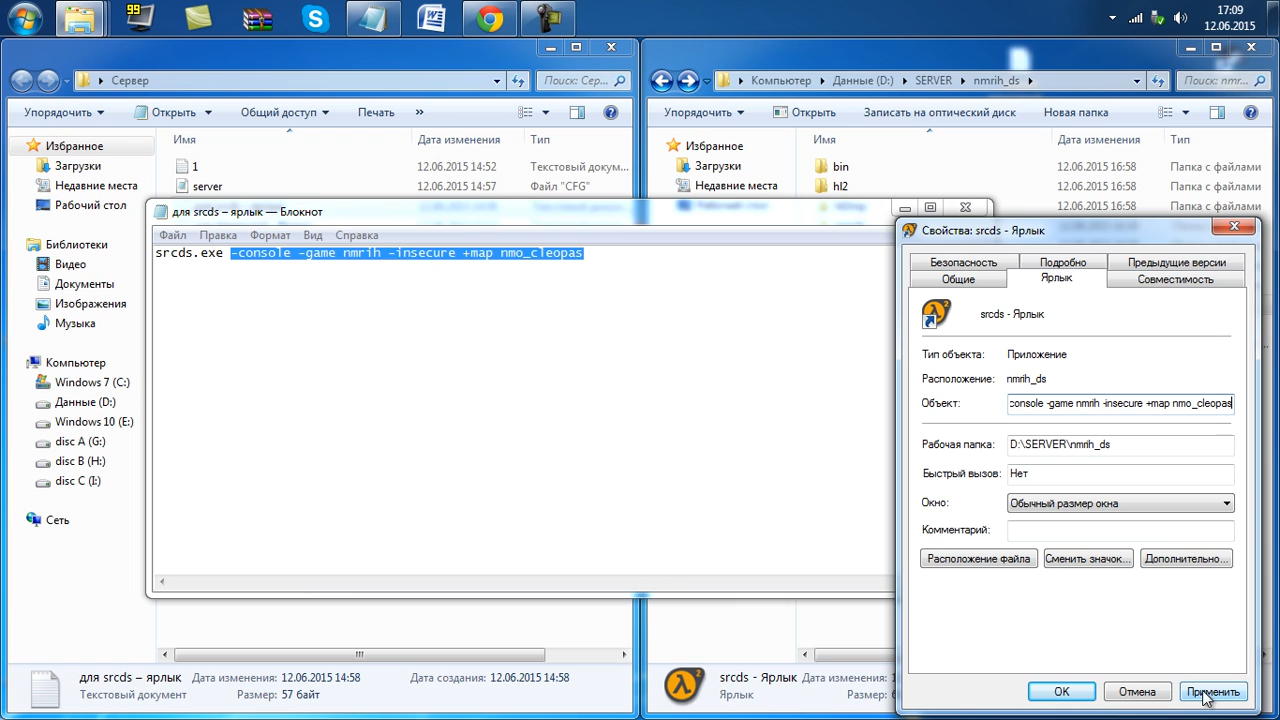 99
17:09
12.06.2015
Сервер
Поиск: Сер...
Упорядочить
Открыть
Общий доступ
Печать
»
Имя
Дата изменения
Тип
Избранное
Загрузки
Недавние места
Рабочий стол
Библиотеки
Видео
Документы
Изображения
Музыка
Компьютер
Windows 7 (C:)
Данные (D:)
Windows 10 (E:)
disc A (G:)
disc B (H:)
disc C (I:)
Сеть
1
12.06.2015 14:52
Текстовый докум...
server
12.06.2015 14:57
Файл "CFG"
для srcds – ярлык
Дата изменения: 12.06.2015 14:58
Дата создания: 12.06.2015 14:58
Текстовый документ
Размер: 57 байт
Компьютер
Данные (D:)
SERVER
nmrih_ds
Поиск: nmr...
Упорядочить
Открыть
Записать на оптический диск
Новая папка
Имя
Дата изменения
Тип
Избранное
Загрузки
Недавние места
bin
12.06.2015 16:58
Папка с файлами
hl2
12.06.2015 16:58
Папка с файлами
12.06.2015 16:58
Папка с файлами
srcds - Ярлык
Ярлык
для srcds – ярлык — Блокнот
Файл
Правка
Формат
Вид
Справка
srcds.exe -console -game nmrih -insecure +map nmo_cleopas
Свойства: srcds - Ярлык
Безопасность
Подробно
Предыдущие версии
Общие
Ярлык
Совместимость
srcds - Ярлык
Тип объекта: Приложение
Расположение: nmrih_ds
Объект: console -game nmrih -insecure +map nmo_cleopas
Рабочая папка: D:\SERVER\nmrih_ds
Быстрый вызов: Нет
Окно: Обычный размер окна
Комментарий:
Расположение файла
Сменить значок...
Дополнительно...
OK
Отмена
Применить